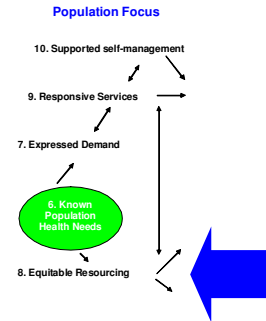 Population Focus
10. Supported self-management
9. Responsive Services
7. Expressed Demand
6. Known
Population
Health Needs
8. Equitable Resourcing